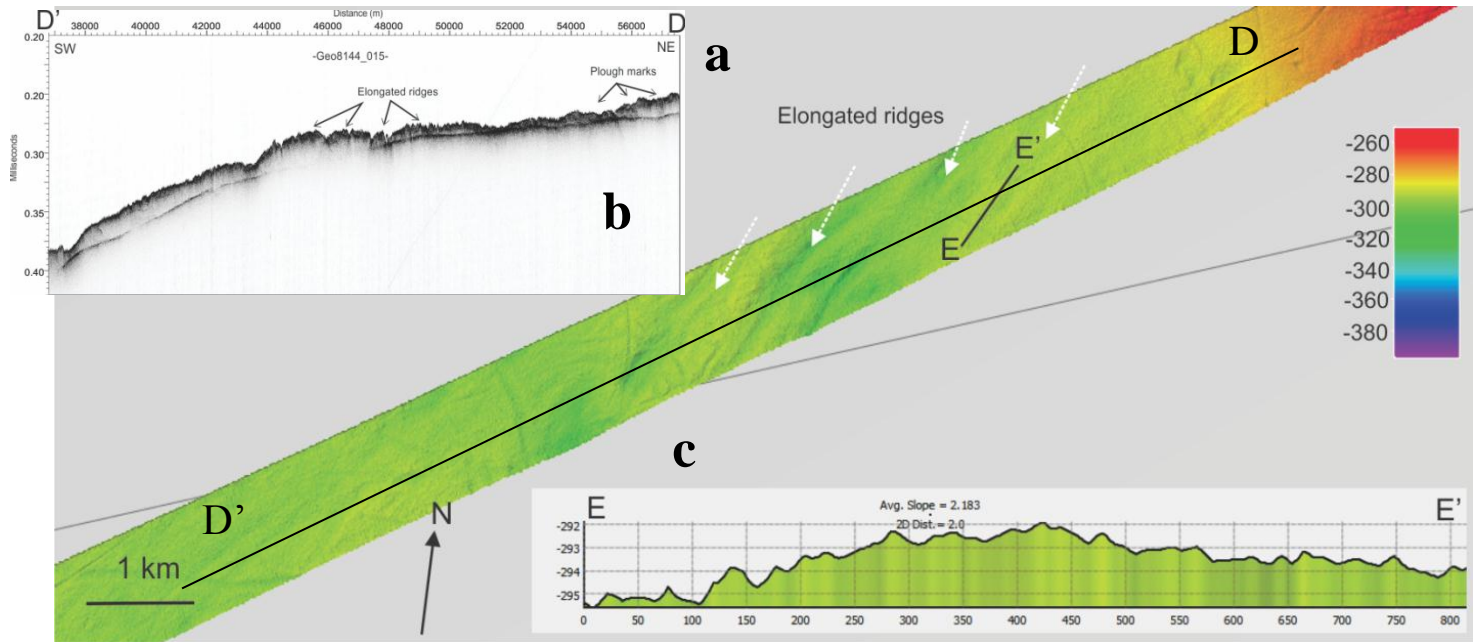 Distance (m)
D’
D
38000 40000 42000 44000 46000 48000 50000 52000 54000 56000
0.20
SW
NE
-Geo8144_015-
Plough marks
Elongated ridges
0.20
0.30
0.35
0.40
Milliseconds
a
b
D
Elongated ridges
E’
E
-260
-280
-300
-320
-340
-360
-380
c
D’
N
1 km
E
E’
Avg. Slope = 2.183
2D Dist. = 2.0
-292
-293
-294
-295
0 50 100 150 200 250 300 350 400 450 500 550 600 650 700 750 800